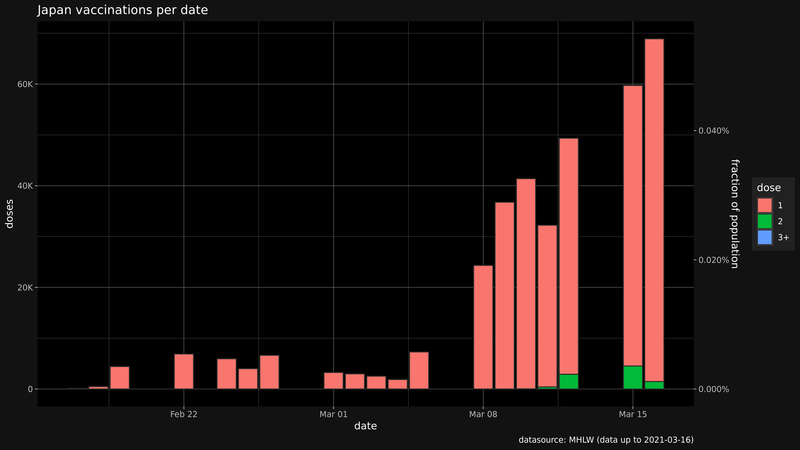 Japan vaccinations per date
60K
40K
20K
0
doses
0.040%
0.020%
0.000%
fraction of population
dose
1
2
3+
Feb 22
Mar 01
Mar 08
Mar 15
date
datasource: MHLW (data up to 2021-03-16)